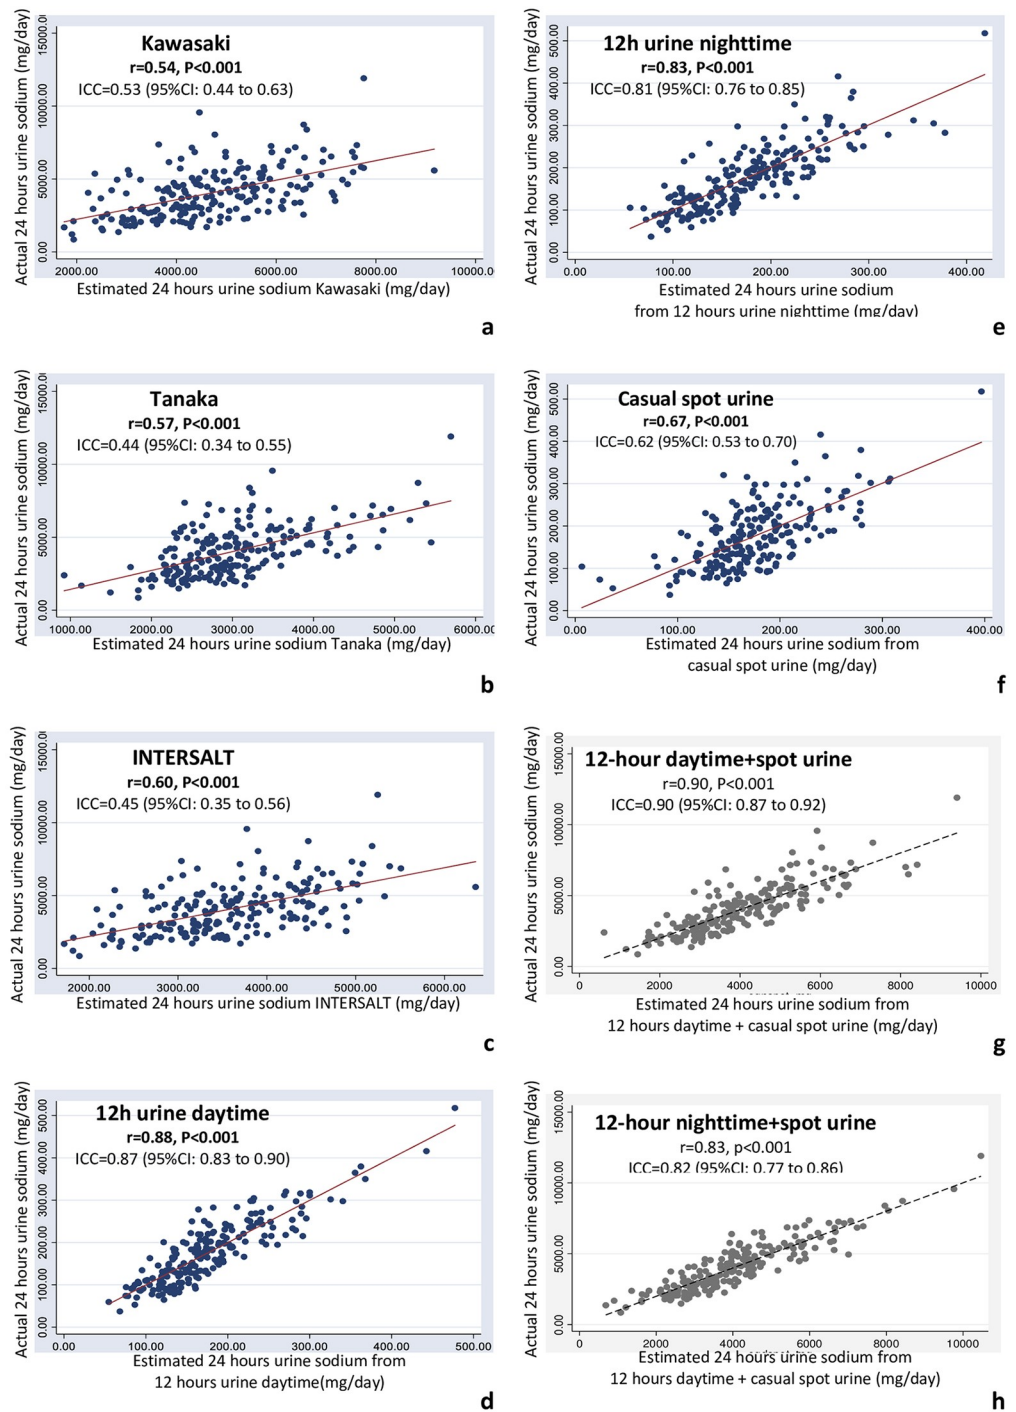 Actual 24 hours urine sodium (mg/day)
15000.0
10000.00
5000.00
0.00
Kawasaki
r=0.54, P<0.001
ICC=0.53 (95%CI: 0.44 to 0.63)
2000.00 4000.00 6000.00 8000.00 10000.0
Estimated 24 hours urine sodium Kawasaki (mg/day)
a
Actual 24 hours urine sodium (mg/day)
500.00
400.00
300.00
200.00
100.00
0.00
12h urine nighttime
r=0.83, P<0.001
ICC=0.81 (95%CI: 0.76 to 0.85)
0.00 100.00 200.00 300.00 400.00
Estimated 24 hours urine sodium
from 12 hours urine nighttime (mg/day)
e
Actual 24 hours urine sodium (mg/day)
15000.0
10000.00
5000.00
0.00
Tanaka
r=0.57, P<0.001
ICC=0.44 (95%CI: 0.34 to 0.55)
1000.00 2000.00 3000.00 4000.00 5000.00 6000.00
Estimated 24 hours urine sodium Tanaka (mg/day)
b
Actual 24 hours urine sodium (mg/day)
500.00
400.00
300.00
200.00
100.00
0.00
Casual spot urine
r=0.67, P<0.001
ICC=0.62 (95%CI: 0.53 to 0.70)
0.00 100.00 200.00 300.00 400.00
Estimated 24 hours urine sodium from
casual spot urine (mg/day)
f
Actual 24 hours urine sodium (mg/day)
15000.00
10000.00
5000.00
0.00
INTERSALT
r=0.60, P<0.001
ICC=0.45 (95%CI: 0.35 to 0.56)
2000.00 3000.00 4000.00 5000.00 6000.00
Estimated 24 hours urine sodium INTERSALT (mg/day)
c
Actual 24 hours urine sodium (mg/day)
15000.00
10000.00
5000.00
0.00
12-hour daytime+spot urine
r=0.90, P<0.001
ICC=0.90 (95%CI: 0.87 to 0.92)
0 2000 4000 6000 8000 10000
Estimated 24 hours urine sodium from
12 hours daytime + casual spot urine (mg/day)
g
Actual 24 hours urine sodium (mg/day)
500.00
400.00
300.00
200.00
100.00
0.00
12h urine daytime
r=0.88, P<0.001
ICC=0.87 (95%CI: 0.83 to 0.90)
0.00 100.00 200.00 300.00 400.00 500.00
Estimated 24 hours urine sodium from
12 hours urine daytime(mg/day)
d
Actual 24 hours urine sodium (mg/day)
15000.00
10000.00
5000.00
0.00
12-hour nighttime+spot urine
r=0.83, p<0.001
ICC=0.82 (95%CI: 0.77 to 0.86)
0 2000 4000 6000 8000 10000
Estimated 24 hours urine sodium from
12 hours daytime + casual spot urine (mg/day)
h